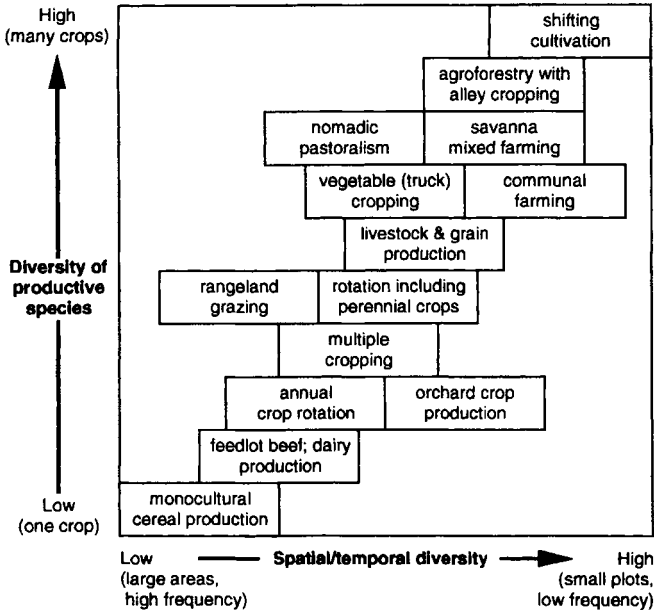 High
(many crops)
shifting
cultivation
agroforestry with
alley cropping
nomadic
pastoralism
savanna
mixed farming
vegetable (truck)
cropping
communal
farming
livestock & grain
production
Diversity of
productive
species
rangeland
grazing
rotation including
perennial crops
multiple
cropping
annual
crop rotation
orchard crop
production
feedlot beef; dairy
production
Low
(one crop)
monocultural
cereal production
Low
(large areas,
high frequency)
Spatial/temporal diversity
High
(small plots,
low frequency)